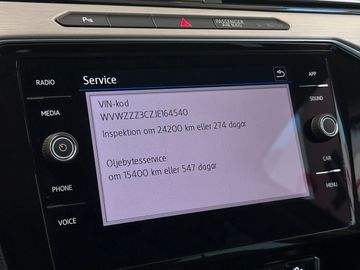 PASSENGER
AIR BAG
RADIO
MEDIA
PHONE
VOICE
Service
VIN-kod
WVWZZZ3CZJE164540
Inspektion om 24200 km eller 274 dagar
Oljebytesservice
om 15400 km eller 547 dagar
APP
SOUND
CAR
MENU